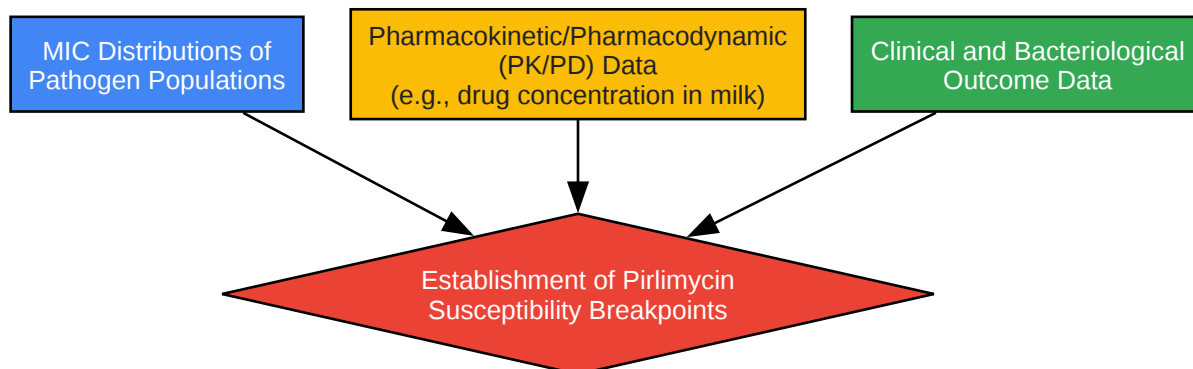 MIC Distributions of
Pathogen Populations
Pharmacokinetic/Pharmacodynamic
(PK/PD) Data
(e.g., drug concentration in milk)
Clinical and Bacteriological
Outcome Data
Establishment of Pirlimycin
Susceptibility Breakpoints